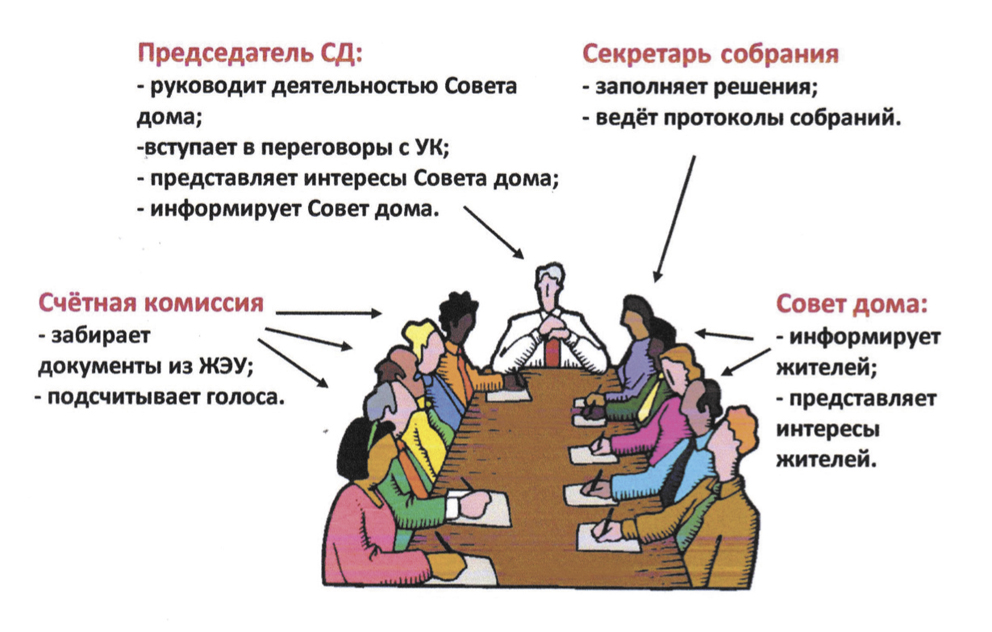 Председатель СД:
- руководит деятельностью Совета
дома;
-вступает в переговоры с УК;
- представляет интересы Совета дома;
- информирует Совет дома.
Секретарь собрания
- заполняет решения;
- ведёт протоколы собраний.
Счётная комиссия
- забирает
документы из ЖЭУ;
- подсчитывает голоса.
Совет дома:
- информирует
жителей;
- представляет
интересы
жителей.